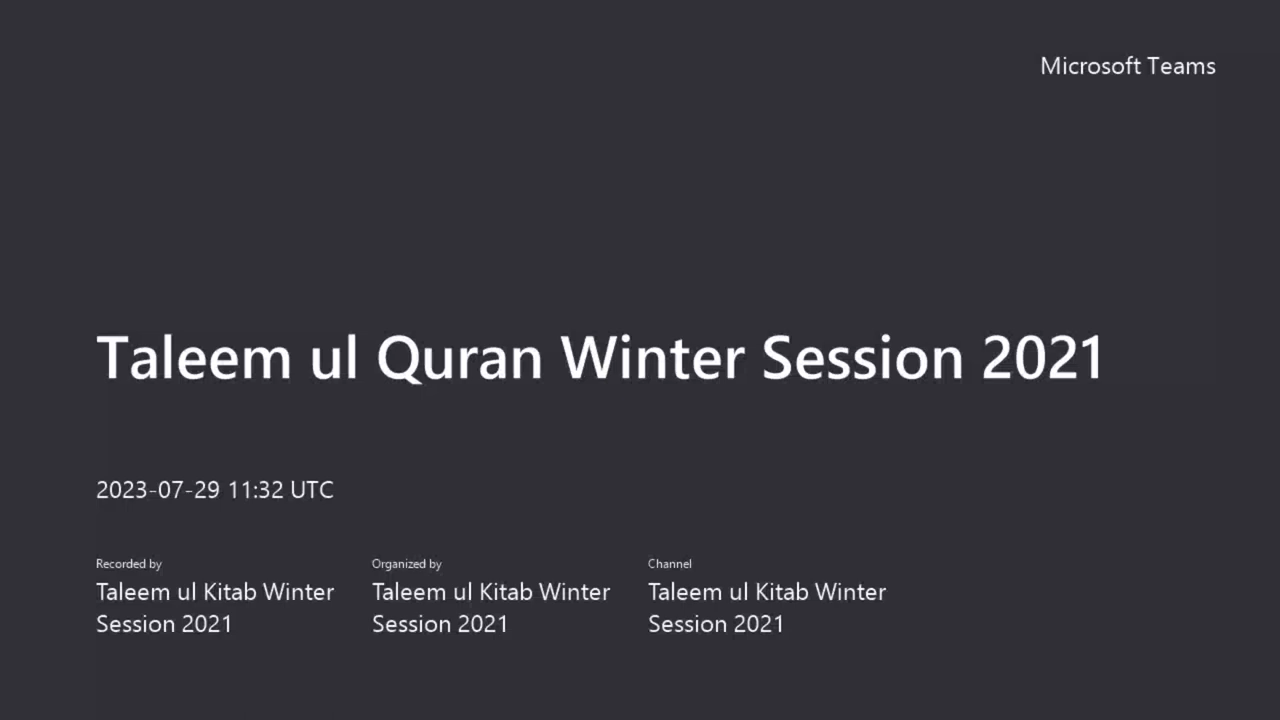 Microsoft Teams
Taleem ul Quran Winter Session 2021
2023-07-29 11:32 UTC
Recorded by
Taleem ul Kitab Winter
Session 2021
Organized by
Taleem ul Kitab Winter
Session 2021
Channel
Taleem ul Kitab Winter
Session 2021